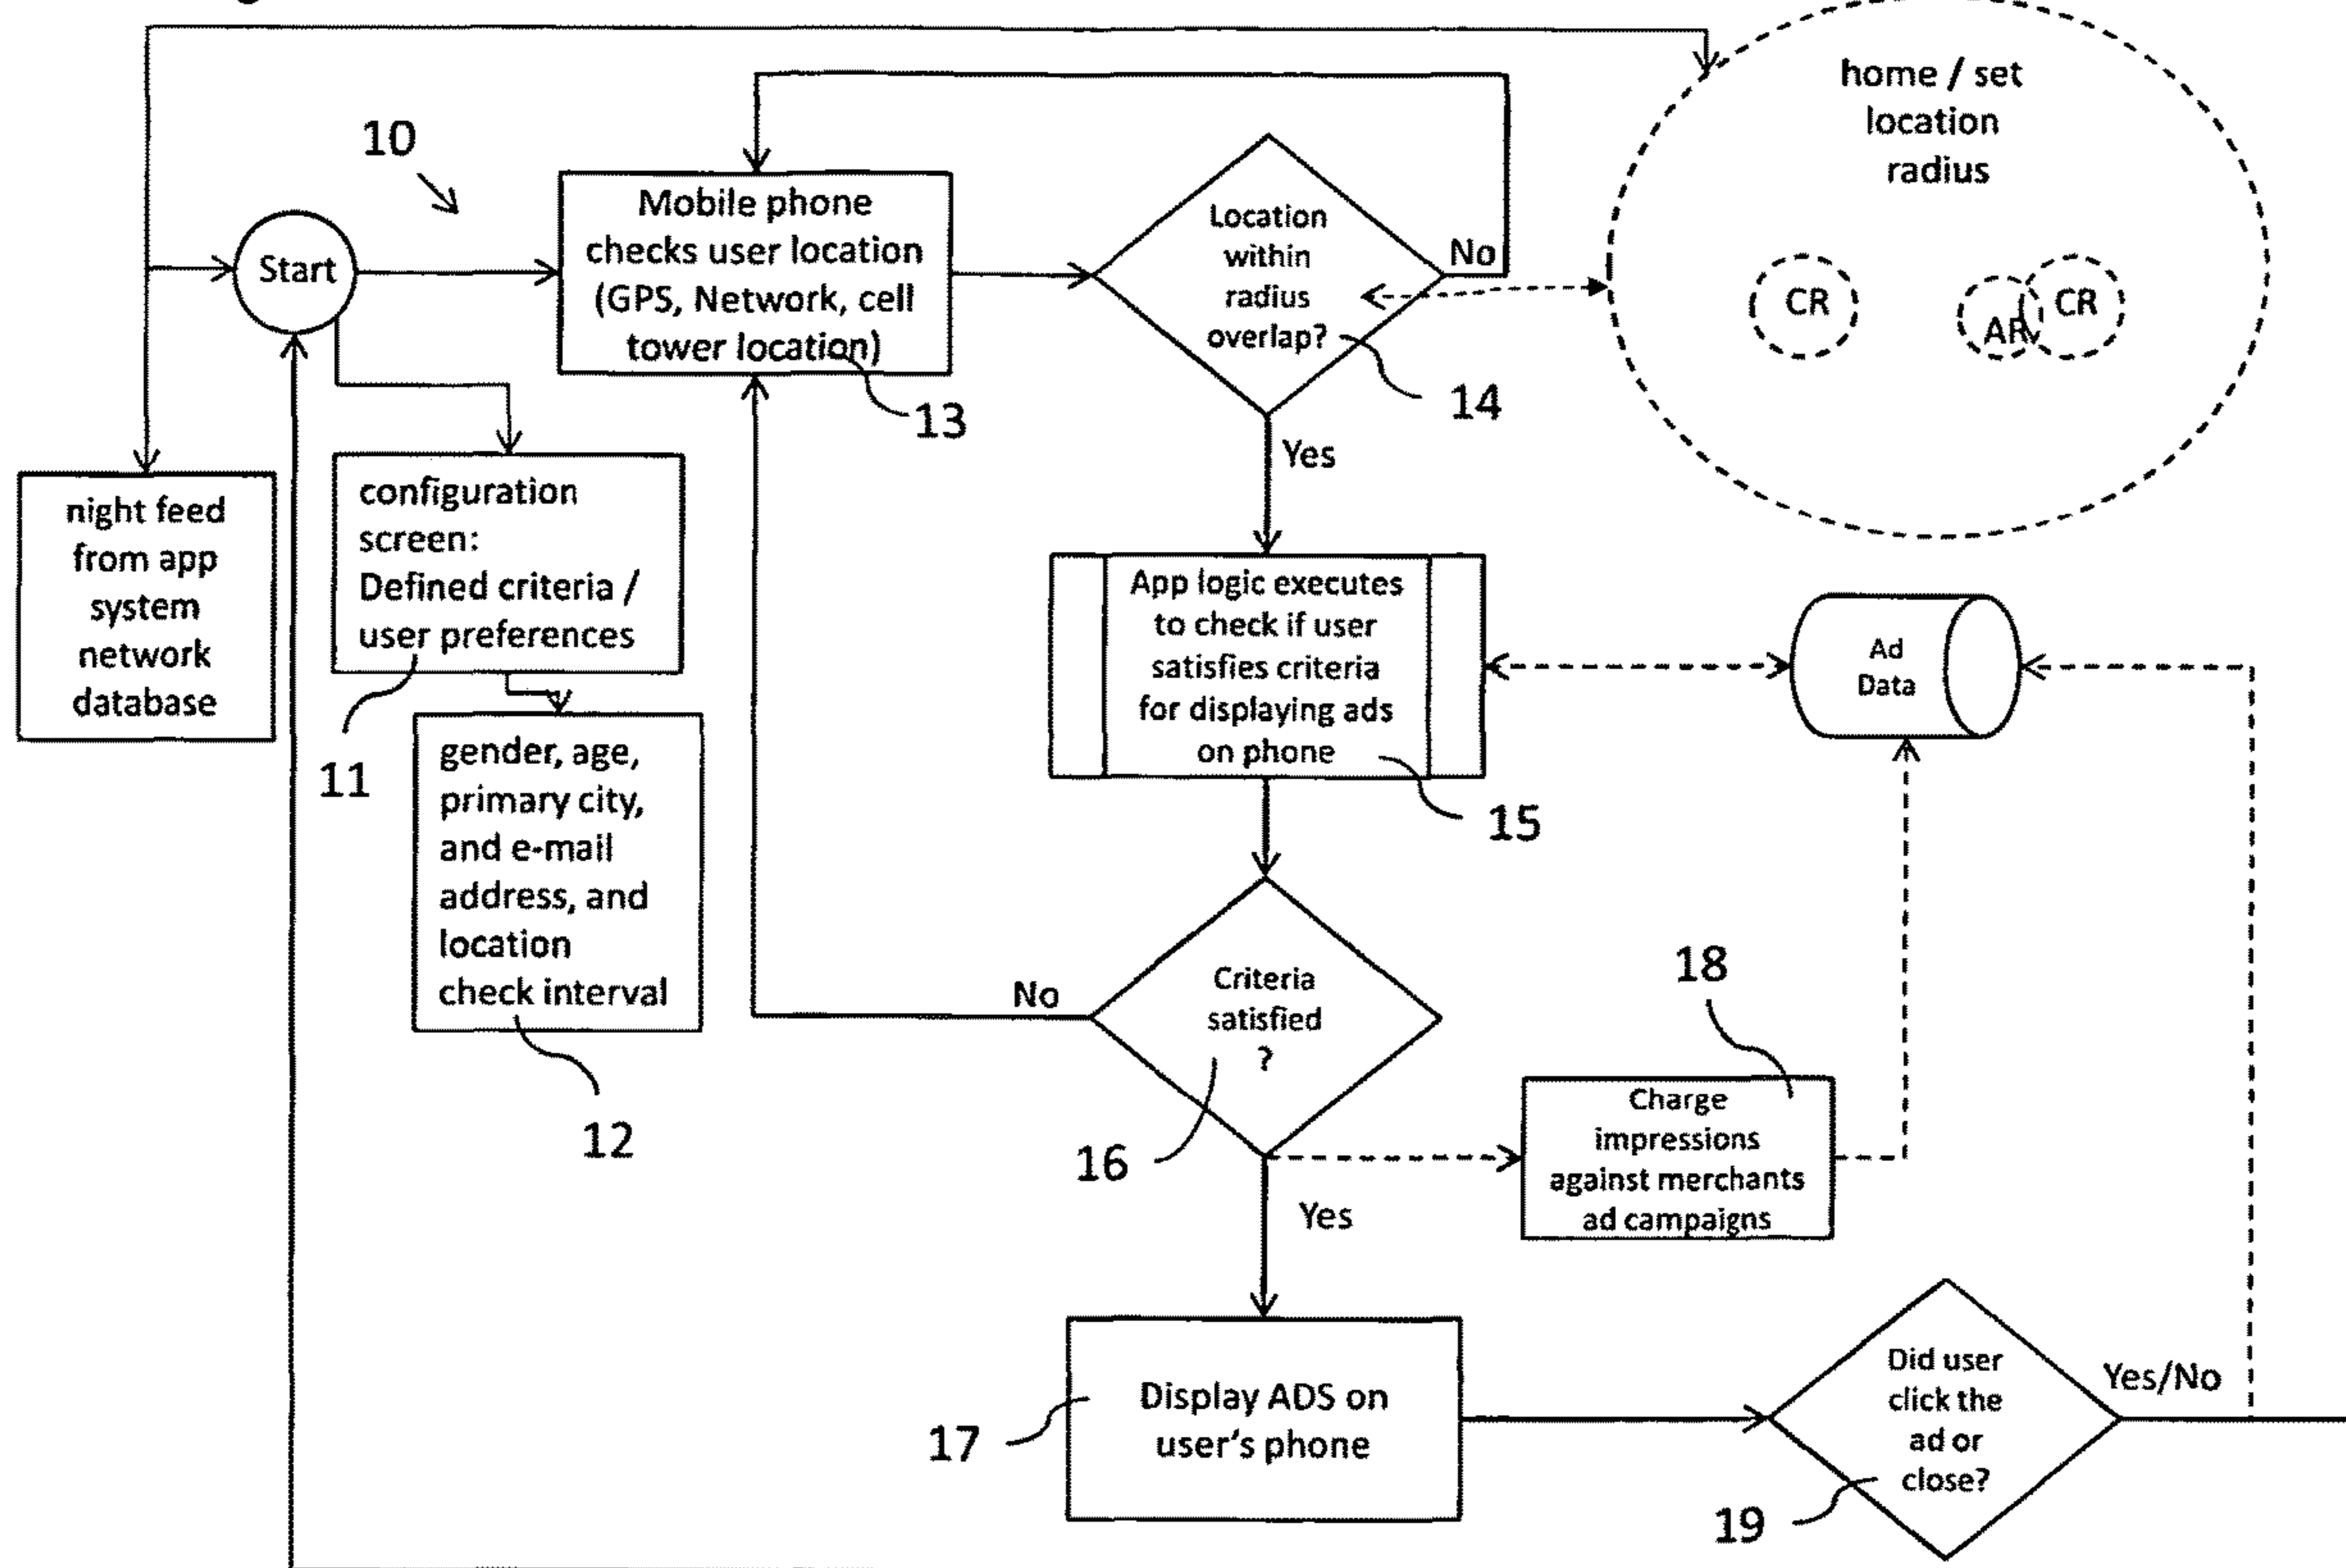 home / set
location
radius
10
Start
Mobile phone
checks user location
(GPS, Network, cell
tower location)
13
Location
within
radius
overlap?
No
14
Yes
CR
AR
CR
night feed
from app
system
network
database
configuration
screen:
Defined criteria /
user preferences
11
gender, age,
primary city,
and e-mail
address, and
location
check interval
12
App logic executes
to check if user
satisfies criteria
for displaying ads
on phone
15
Ad
Data
Criteria
satisfied
?
No
16
Yes
18
Charge
impressions
against merchants
ad campaigns
Display ADS on
user's phone
17
Did user
click the
ad or
close?
Yes/No
19